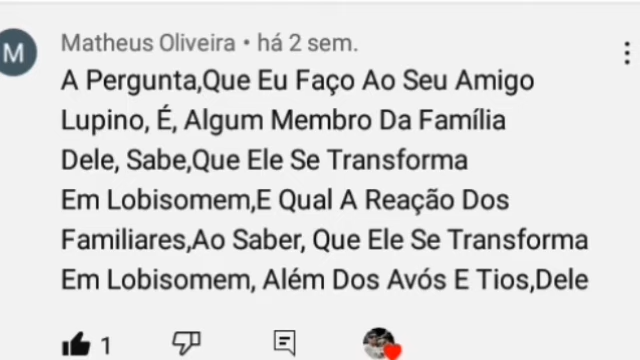 M
Matheus Oliveira • há 2 sem.
A Pergunta,Que Eu Faço Ao Seu Amigo
Lupino, É, Algum Membro Da Família
Dele, Sabe,Que Ele Se Transforma
Em Lobisomem,E Qual A Reação Dos
Familiares,Ao Saber, Que Ele Se Transforma
Em Lobisomem, Além Dos Avós E Tios,Dele
1